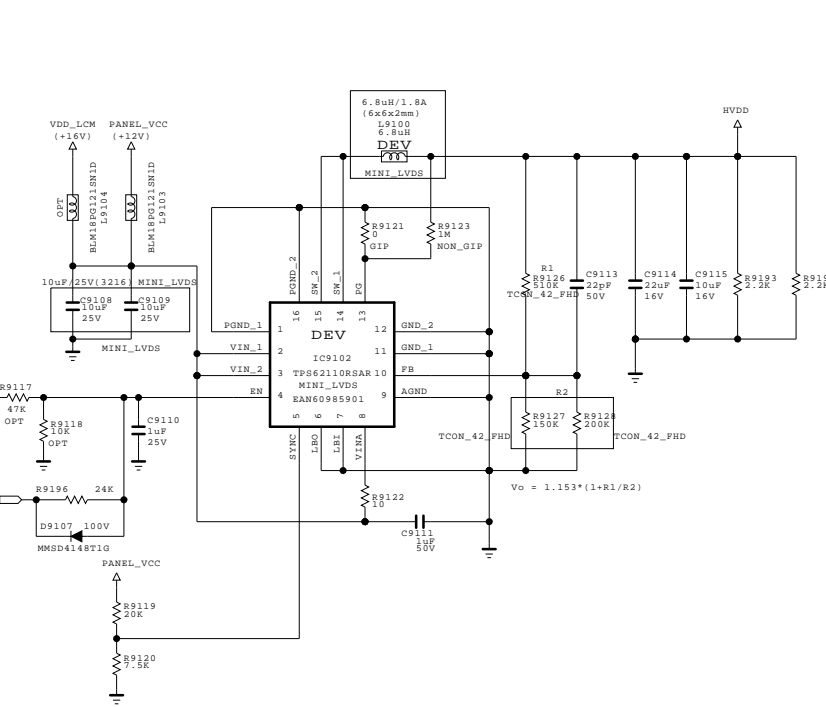 6.8uH/1.8A
(6x6x2mm)
L9100
6.8uH
DEV
MINI_LVDS
HVDD
VDD_LCM
(+16V)
PANEL_VCC
(+12V)
OPT
BLM18PG121SN1D
L9104
BLM18PG121SN1D
L9103
R9121
0
GIP
R9123
1M
NON_GIP
10uF/25V(3216) MINI_LVDS
C9108
10uF
25V
C9109
10uF
25V
MINI_LVDS
PGND_2
SW_2
SW_1
PG
16
15
14
13
R1
R9126
510K
TCON_42_FHD
C9113
22pF
50V
C9114
22uF
16V
C9115
10uF
16V
R9193
2.2K
PGND_1
1
VIN_1
2
VIN_2
3
EN
4
DEV
IC9102
TPS62110RSAR
MINI_LVDS
EAN60985901
12
GND_2
11
GND_1
10
FB
9
AGND
5
6
7
8
SYNC
LBO
LBI
VINA
R9117
47K
OPT
R9118
10K
OPT
C9110
1uF
25V
R2
R9127
150K
R9128
200K
TCON_42_FHD
TCON_42_FHD
Vo = 1.153*(1+R1/R2)
R9196
24K
D9107
100V
MMSD4148T1G
R9122
10
C9111
1uF
50V
PANEL_VCC
R9119
20K
R9120
7.5K